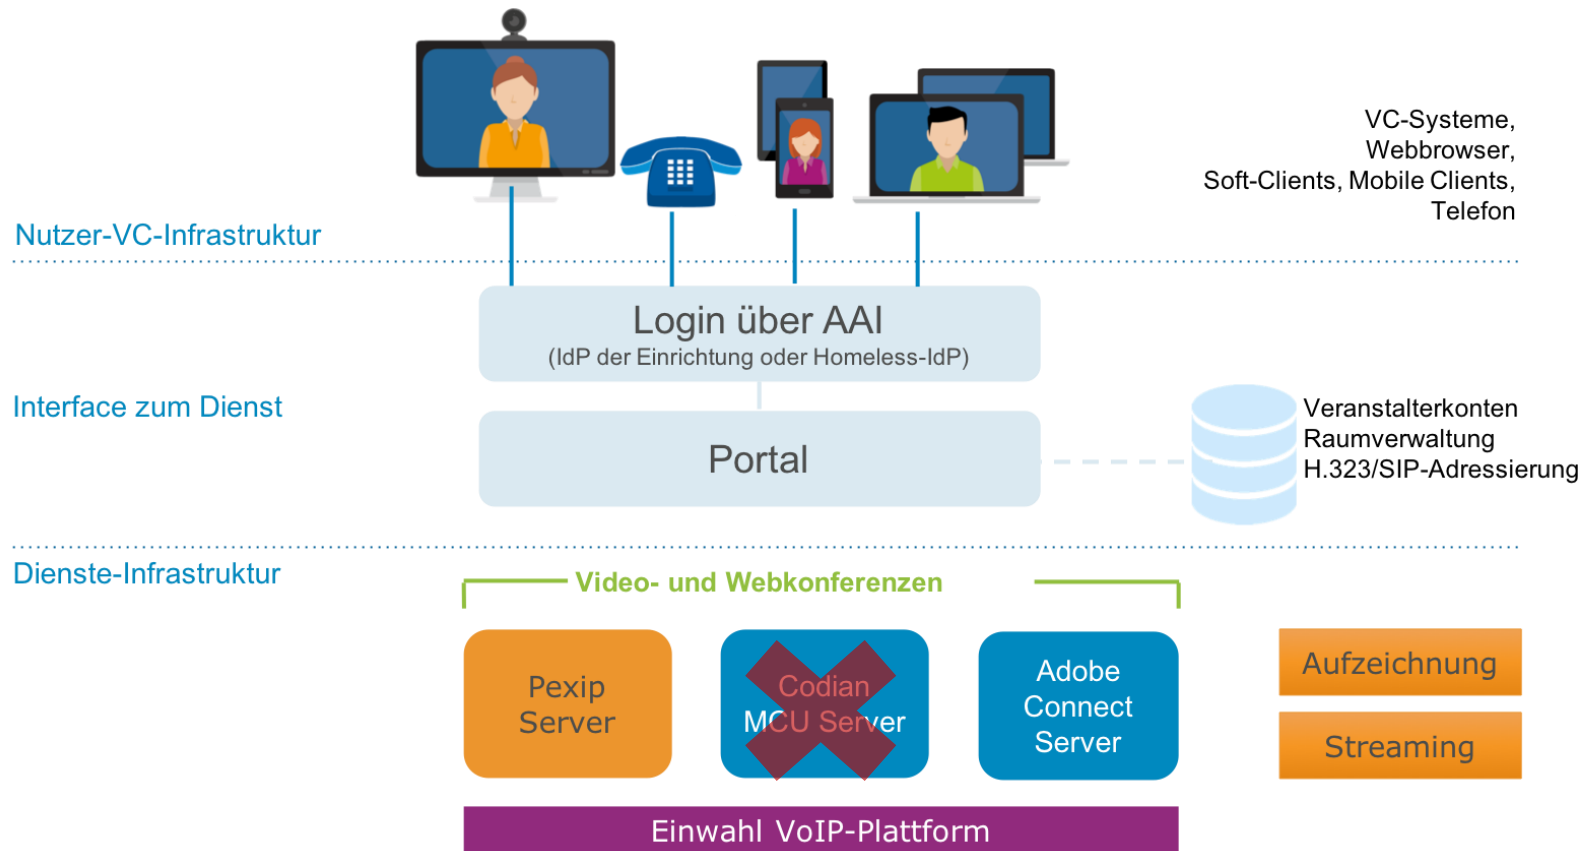 VC-Systeme,
Webbrowser,
Soft-Clients, Mobile Clients,
Telefon
Nutzer-VC-Infrastruktur
Login über AAI
(IdP der Einrichtung oder Homeless-IdP)
Interface zum Dienst
Portal
Veranstalterkonten
Raumverwaltung
H.323/SIP-Adressierung
Dienste-Infrastruktur
Video- und Webkonferenzen
Pexip
Server
Codian
MCU Server
Adobe
Connect
Server
Aufzeichnung
Streaming
Einwahl VoIP-Plattform